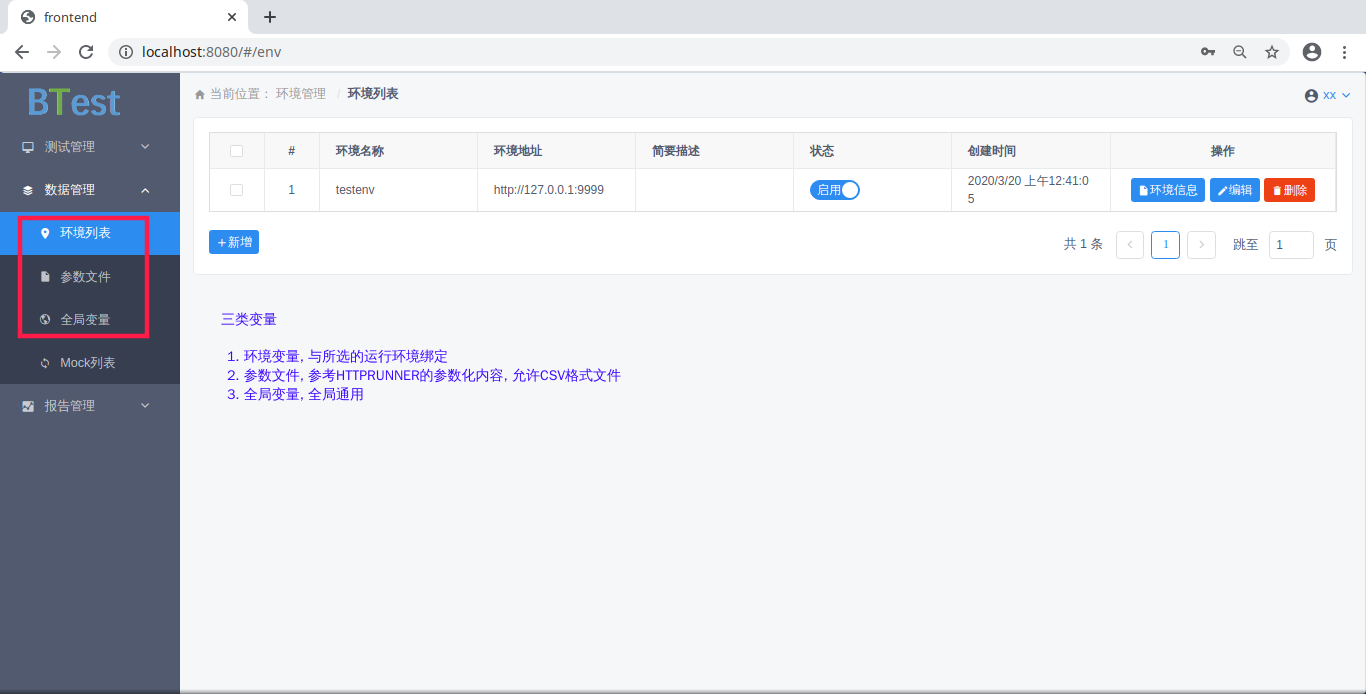 frontend
localhost:8080/#/env
BTest
测试管理
数据管理
环境列表
参数文件
全局变量
Mock列表
报告管理
当前位置： 环境管理 / 环境列表
xx
# 环境名称 环境地址 简要描述 状态 创建时间 操作
1 testenv http://127.0.0.1:9999 启用 2020/3/20 上午12:41:0
5
环境信息 编辑 删除
+新增
共 1 条 1 跳至 1 页
三类变量
1. 环境变量, 与所选的运行环境绑定
2. 参数文件, 参考HTTPRUNNER的参数化内容, 允许CSV格式文件
3. 全局变量, 全局通用